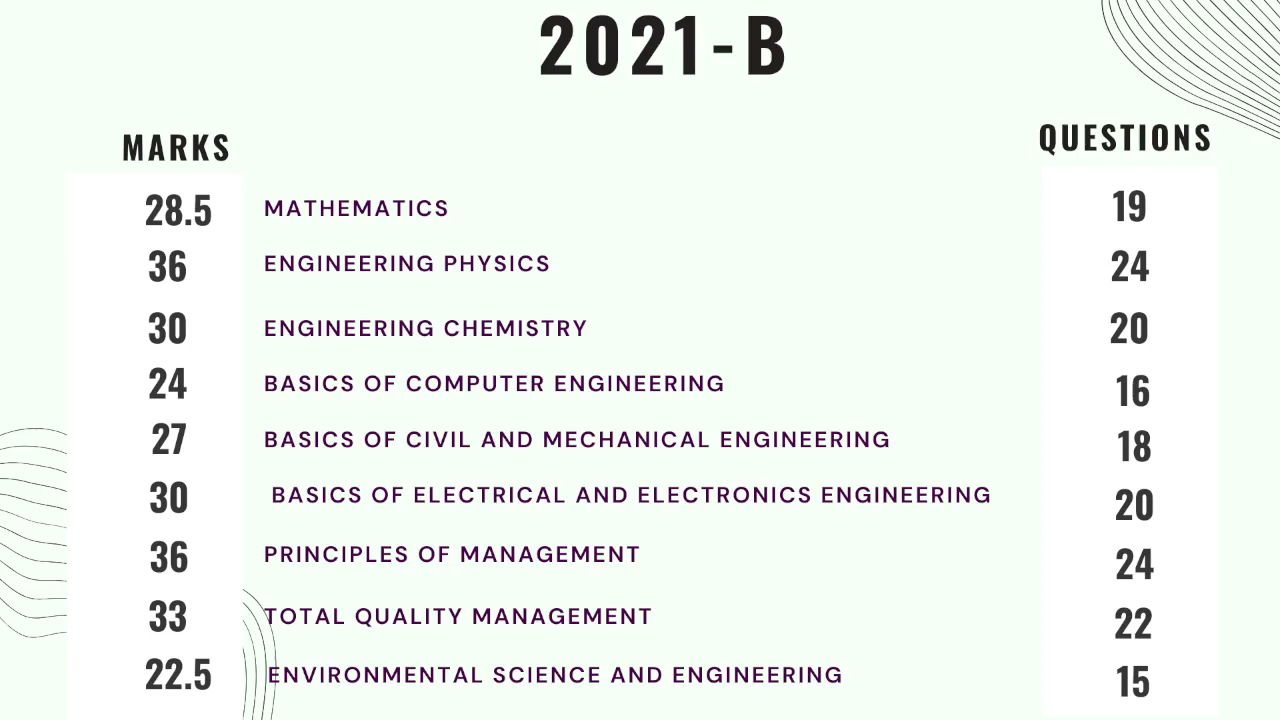 2021-B
MARKS QUESTIONS
28.5 MATHEMATICS 19
36 ENGINEERING PHYSICS 24
30 ENGINEERING CHEMISTRY 20
24 BASICS OF COMPUTER ENGINEERING 16
27 BASICS OF CIVIL AND MECHANICAL ENGINEERING 18
30 BASICS OF ELECTRICAL AND ELECTRONICS ENGINEERING 20
36 PRINCIPLES OF MANAGEMENT 24
33 TOTAL QUALITY MANAGEMENT 22
22.5 ENVIRONMENTAL SCIENCE AND ENGINEERING 15